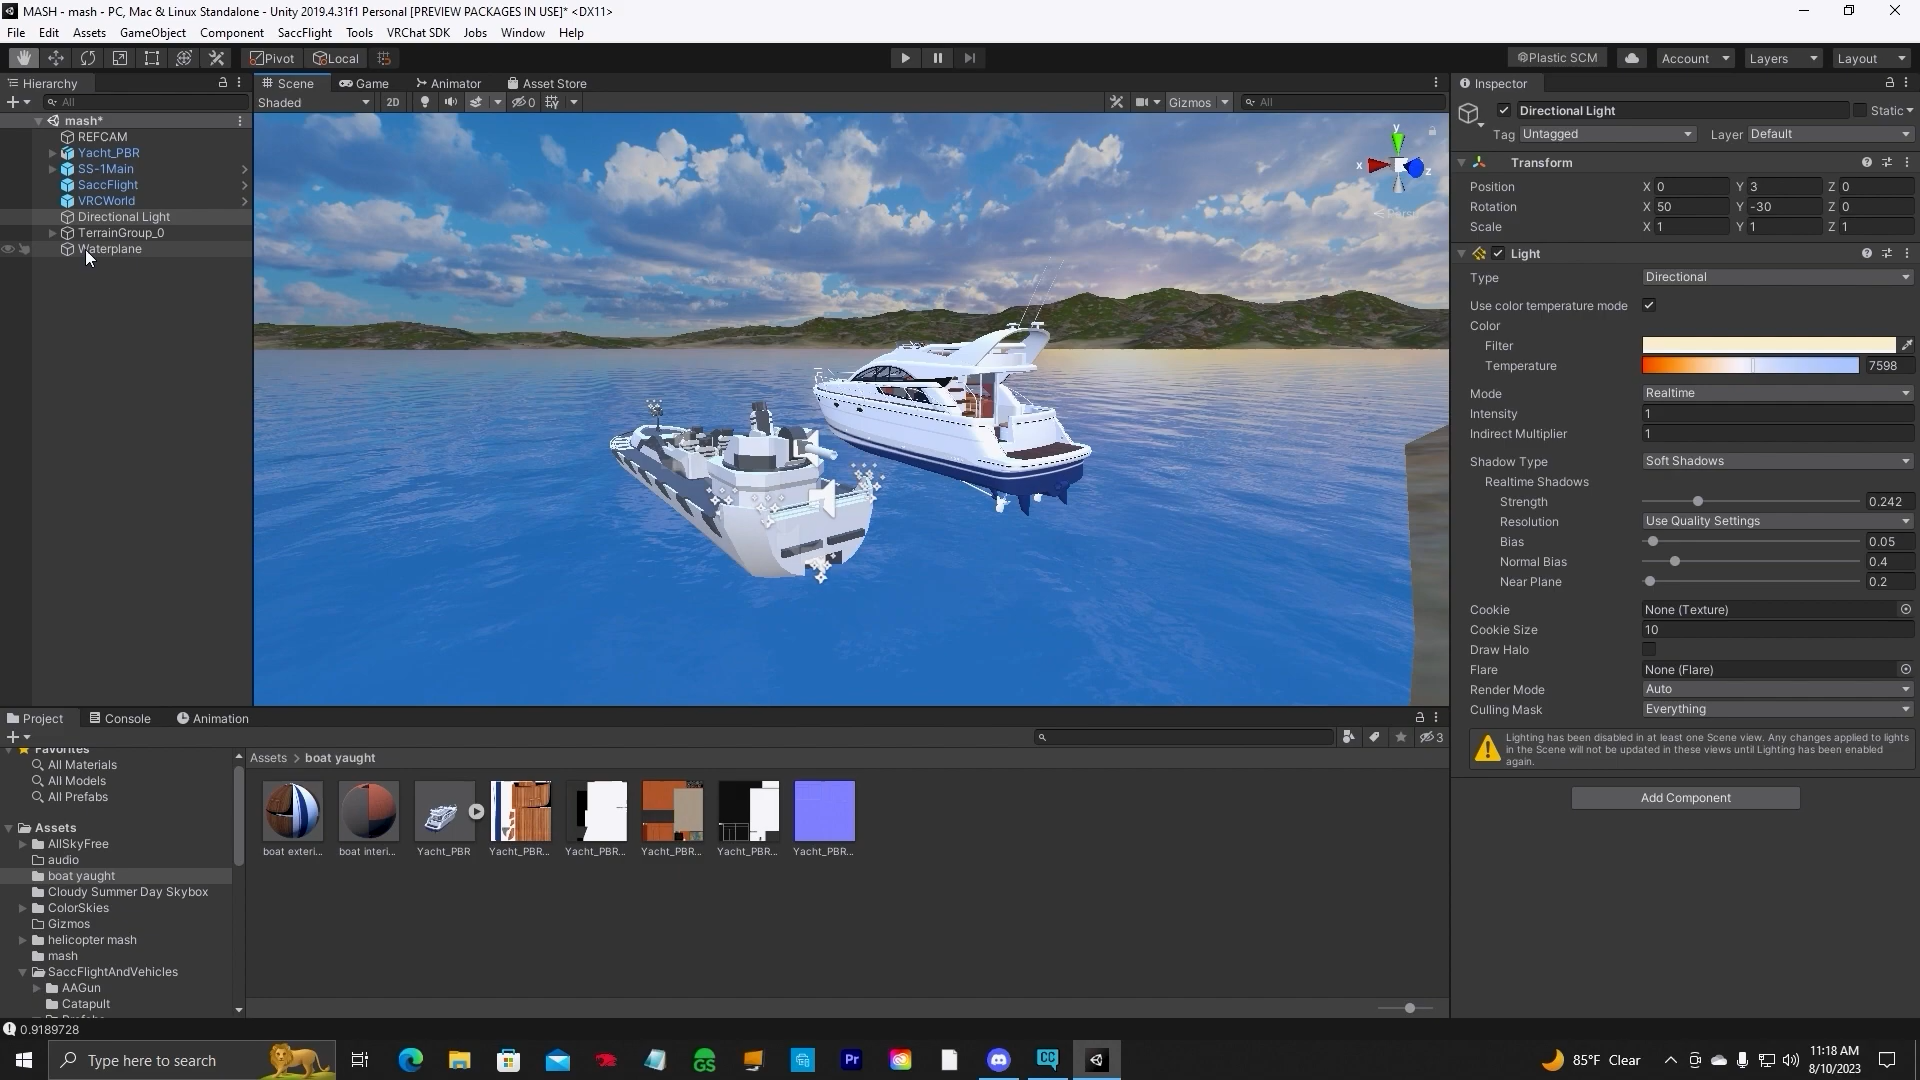 MASH - mash - PC, Mac & Linux Standalone - Unity 2019.4.31f1 Personal [PREVIEW PACKAGES IN USE]* <DX11>
File Edit Assets GameObject Component SaccFlight Tools VRChat SDK Jobs Window Help
Pivot Local Plastic SCM Account Layers Layout
Hierarchy
All
mash*
REFCAM
Yacht_PBR
SS-1Main
SaccFlight
VRCWorld
Directional Light
TerrainGroup_0
Waterplane
Scene Game Animator Asset Store
Shaded 2D 0 Gizmos All
y
x
z
Inspector
Directional Light Static
Tag Untagged Layer Default
Transform
Position X 0 Y 3 Z 0
Rotation X 50 Y -30 Z 0
Scale X 1 Y 1 Z 1
Light
Type Directional
Use color temperature mode
Color
Filter
Temperature 7598
Mode Realtime
Intensity 1
Indirect Multiplier 1
Shadow Type Soft Shadows
Realtime Shadows
Strength 0.242
Resolution Use Quality Settings
Bias 0.05
Normal Bias 0.4
Near Plane 0.2
Cookie None (Texture)
Cookie Size 10
Draw Halo
Flare None (Flare)
Render Mode Auto
Culling Mask Everything
Lighting has been disabled in at least one Scene view. Any changes applied to lights
in the Scene will not be updated in these views until Lighting has been enabled
again.
Add Component
Project Console Animation
3
Favorites
All Materials
All Models
All Prefabs
Assets
AllSkyFree
audio
boat yaught
Cloudy Summer Day Skybox
ColorSkies
Gizmos
helicopter mash
mash
SaccFlightAndVehicles
AAGun
Catapult
Assets > boat yaught
boat exteri... boat interi... Yacht_PBR Yacht_PBR... Yacht_PBR... Yacht_PBR... Yacht_PBR... Yacht_PBR...
0.9189728
Type here to search
GS Pr CC
85°F Clear
11:18 AM
8/10/2023